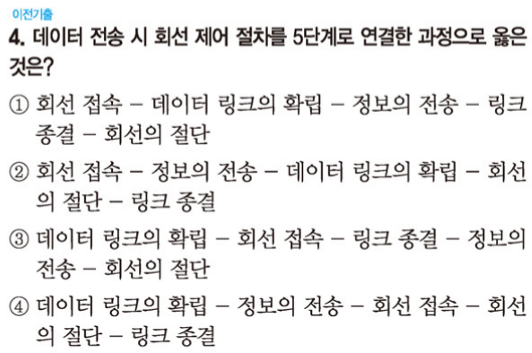 이전기출
4. 데이터 전송 시 회선 제어 절차를 5단계로 연결한 과정으로 옳은
것은?
① 회선 접속 – 데이터 링크의 확립 – 정보의 전송 – 링크
종결 – 회선의 절단
② 회선 접속 – 정보의 전송 – 데이터 링크의 확립 – 회선
의 절단 – 링크 종결
③ 데이터 링크의 확립 – 회선 접속 – 링크 종결 – 정보의
전송 – 회선의 절단
④ 데이터 링크의 확립 – 정보의 전송 – 회선 접속 – 회선
의 절단 – 링크 종결